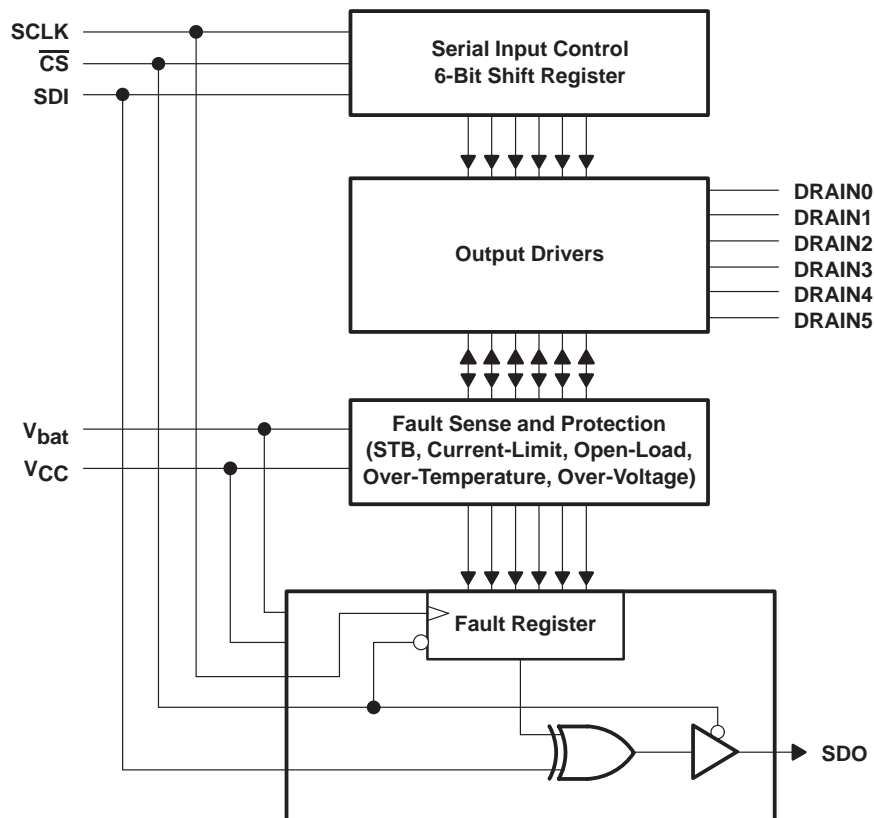 SCLK
CS
SDI
Serial Input Control
6-Bit Shift Register
DRAIN0
DRAIN1
DRAIN2
DRAIN3
DRAIN4
DRAIN5
Output Drivers
Vbat
VCC
Fault Sense and Protection
(STB, Current-Limit, Open-Load,
Over-Temperature, Over-Voltage)
Fault Register
SDO